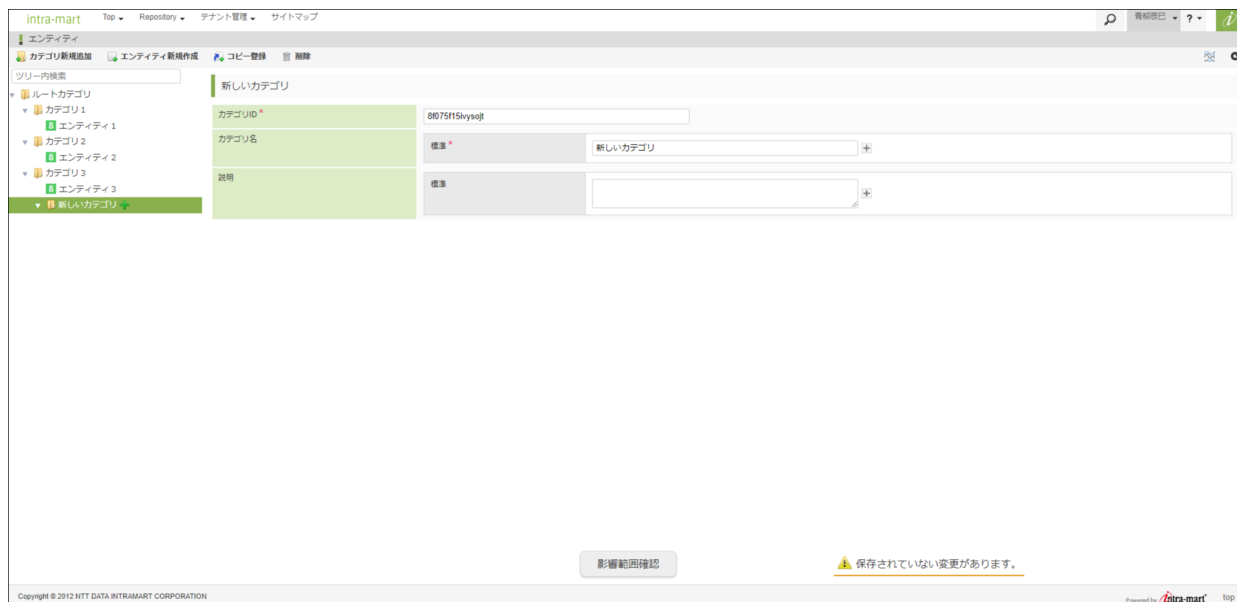 intra-mart Top Repository テナント管理 サイトマップ 青柳辰巳 ?
エンティティ
カテゴリ新規追加 エンティティ新規作成 コピー登録 削除
ツリー内検索
ルートカテゴリ
カテゴリ1
8 エンティティ1
カテゴリ2
8 エンティティ2
カテゴリ3
8 エンティティ3
新しいカテゴリ
新しいカテゴリ
カテゴリID* 8f075f15ivysojt
カテゴリ名 標準* 新しいカテゴリ
説明 標準
影響範囲確認 保存されていない変更があります。
Copyright © 2012 NTT DATA INTRAMART CORPORATION Powered by intra-mart top